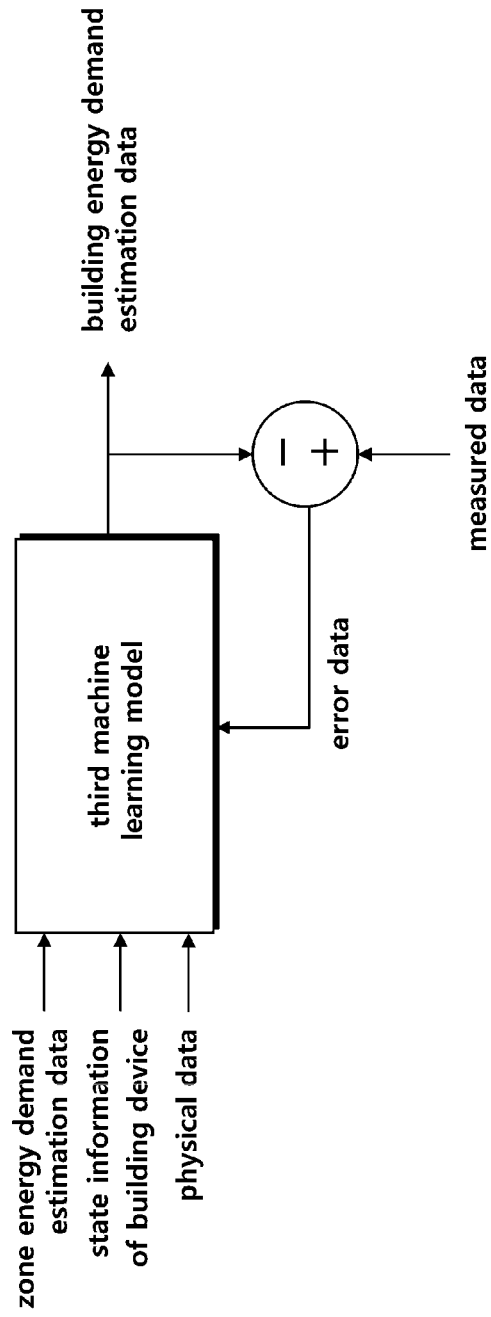 zone energy demand
estimation data
state information
of building device
physical data
third machine
learning model
building energy demand
estimation data
−
+
error data
measured data